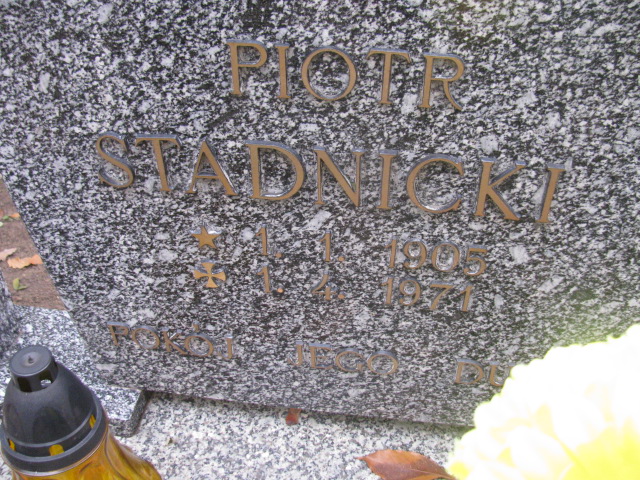 PIOTR
STADNICKI
★ 1. 1. 1905
✠ 1. 4. 1971
POKÓJ JEGO